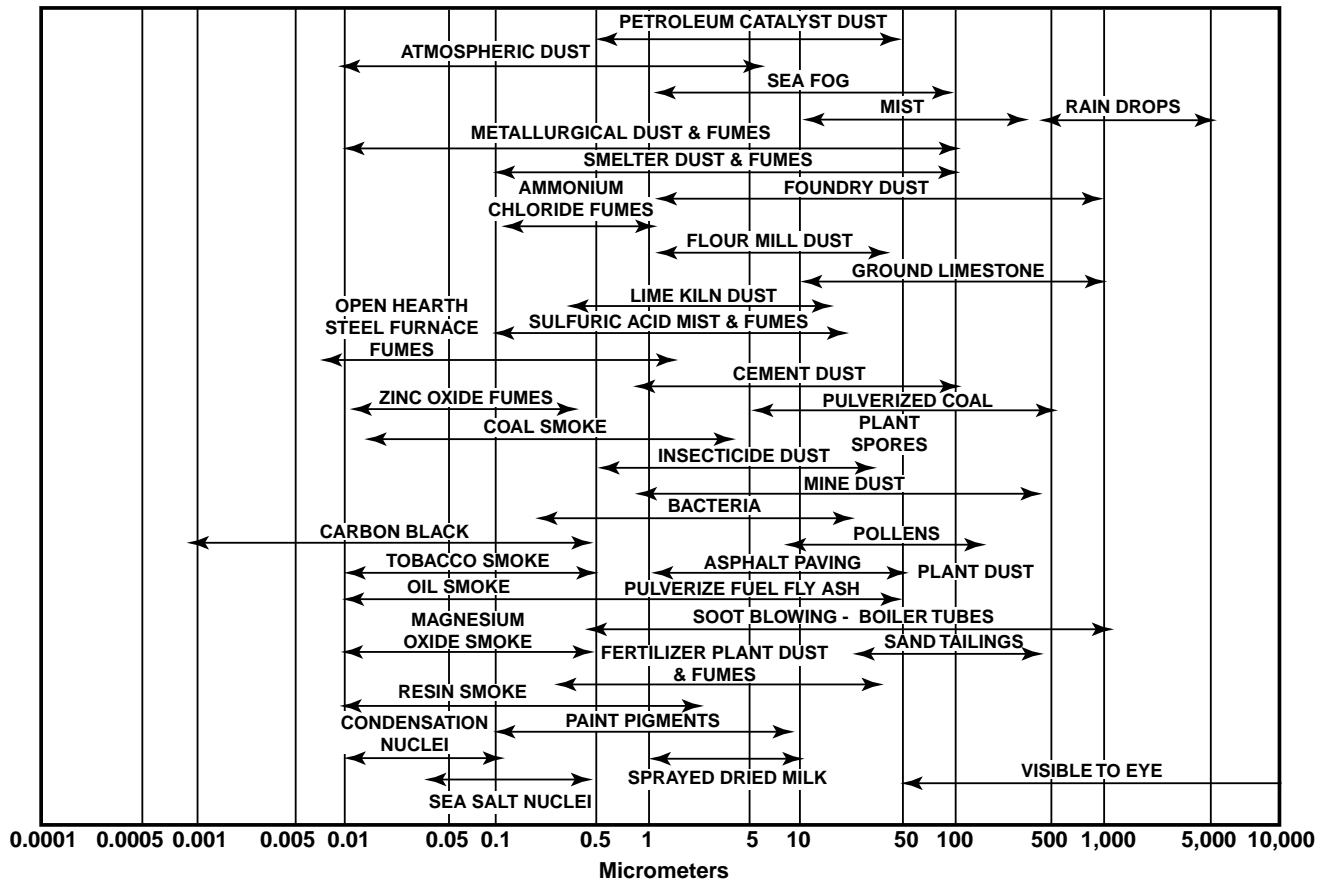 PETROLEUM CATALYST DUST
ATMOSPHERIC DUST
SEA FOG
MIST
RAIN DROPS
METALLURGICAL DUST & FUMES
SMELTER DUST & FUMES
AMMONIUM
CHLORIDE FUMES
FOUNDRY DUST
FLOUR MILL DUST
GROUND LIMESTONE
LIME KILN DUST
OPEN HEARTH
STEEL FURNACE
FUMES
SULFURIC ACID MIST & FUMES
CEMENT DUST
ZINC OXIDE FUMES
PULVERIZED COAL
COAL SMOKE
PLANT
SPORES
INSECTICIDE DUST
MINE DUST
BACTERIA
CARBON BLACK
POLLENS
TOBACCO SMOKE
ASPHALT PAVING
PLANT DUST
OIL SMOKE
PULVERIZE FUEL FLY ASH
MAGNESIUM
OXIDE SMOKE
SOOT BLOWING - BOILER TUBES
SAND TAILINGS
FERTILIZER PLANT DUST
& FUMES
RESIN SMOKE
PAINT PIGMENTS
CONDENSATION
NUCLEI
SPRAYED DRIED MILK
VISIBLE TO EYE
SEA SALT NUCLEI
0.0001 0.0005 0.001 0.005 0.01 0.05 0.1 0.5 1 5 10 50 100 500 1,000 5,000 10,000
Micrometers